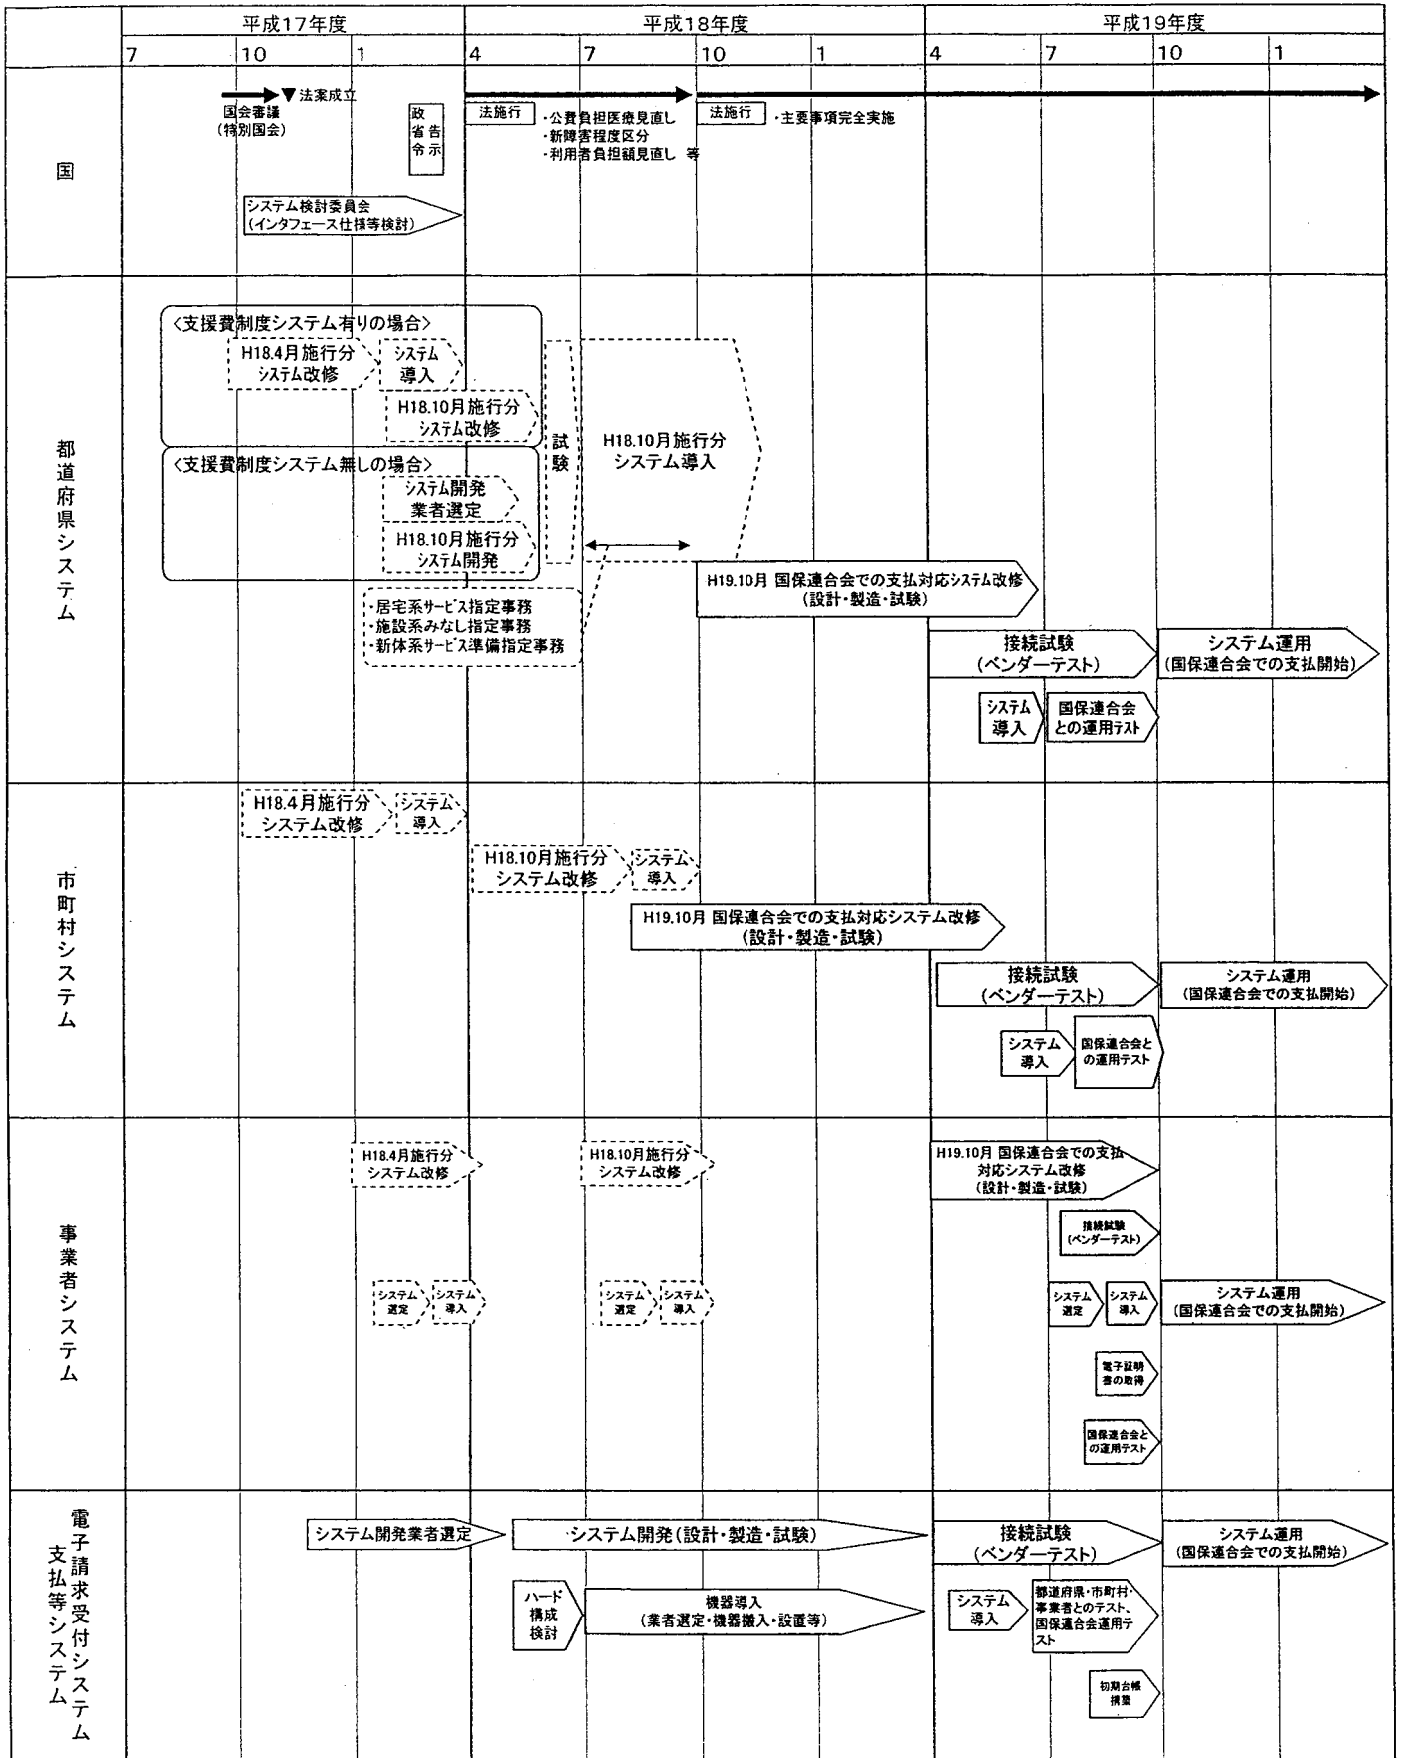 平成17年度
平成18年度
平成19年度
7
10
1
4
7
10
1
4
7
10
1
国
国会審議
(特別国会)
▼法案成立
政省令
告示
法施行
・公費負担医療見直し
・新障害程度区分
・利用者負担額見直し 等
法施行
・主要事項完全実施
システム検討委員会
(インタフェース仕様等検討)
都道府県システム
<支援費制度システム有りの場合>
H18.4月施行分
システム改修
システム
導入
H18.10月施行分
システム改修
<支援費制度システム無しの場合>
システム開発
業者選定
H18.10月施行分
システム開発
試験
H18.10月施行分
システム導入
・居宅系サービス指定事務
・施設系みなし指定事務
・新体系サービス準備指定事務
H19.10月 国保連合会での支払対応システム改修
(設計・製造・試験)
接続試験
(ベンダーテスト)
システム運用
(国保連合会での支払開始)
システム
導入
国保連合会
との運用テスト
市町村システム
H18.4月施行分
システム改修
システム
導入
H18.10月施行分
システム改修
システム
導入
H19.10月 国保連合会での支払対応システム改修
(設計・製造・試験)
接続試験
(ベンダーテスト)
システム運用
(国保連合会での支払開始)
システム
導入
国保連合会と
の運用テスト
事業者システム
H18.4月施行分
システム改修
H18.10月施行分
システム改修
H19.10月 国保連合会での支払
対応システム改修
(設計・製造・試験)
接続試験
(ベンダーテスト)
システム
選定
システム
導入
システム
選定
システム
導入
システム
選定
システム
導入
システム運用
(国保連合会での支払開始)
電子証明
書の取得
国保連合会と
の運用テスト
電子請求受付システム
支払等システム
システム開発業者選定
システム開発(設計・製造・試験)
接続試験
(ベンダーテスト)
システム運用
(国保連合会での支払開始)
ハード
構成
検討
機器導入
(業者選定・機器搬入・設置等)
システム
導入
都道府県・市町村・
事業者とのテスト、
国保連合会運用テ
スト
初期台帳
構築